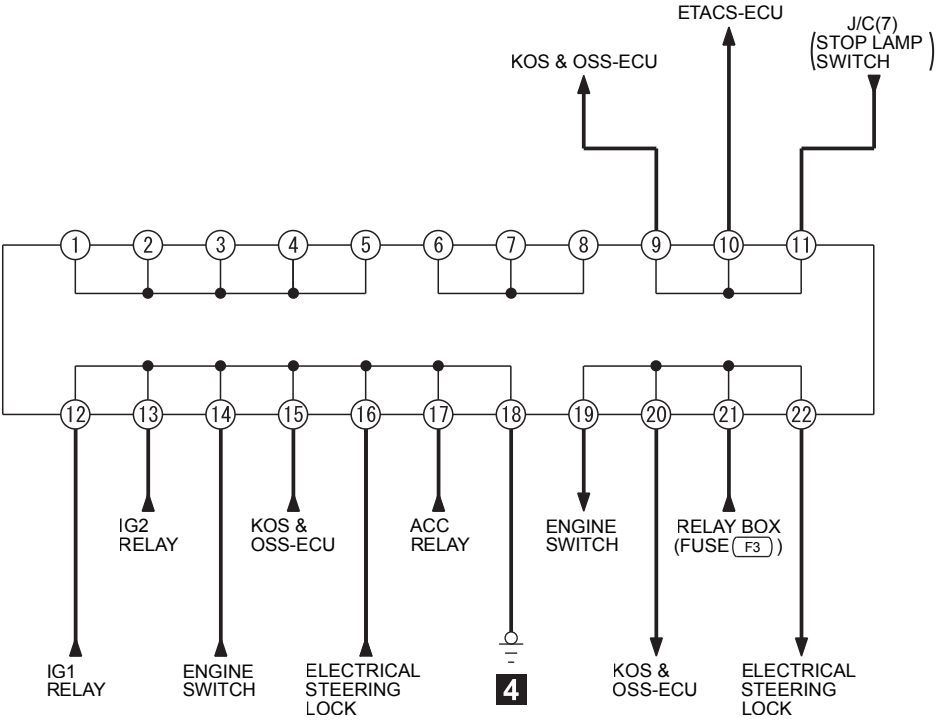 ETACS-ECU
J/C(7)
(STOP LAMP
SWITCH)
KOS & OSS-ECU
1 2 3 4 5 6 7 8 9 10 11
12 13 14 15 16 17 18 19 20 21 22
IG2
RELAY
KOS &
OSS-ECU
ACC
RELAY
ENGINE
SWITCH
RELAY BOX
(FUSE F3)
IG1
RELAY
ENGINE
SWITCH
ELECTRICAL
STEERING
LOCK
4
KOS &
OSS-ECU
ELECTRICAL
STEERING
LOCK